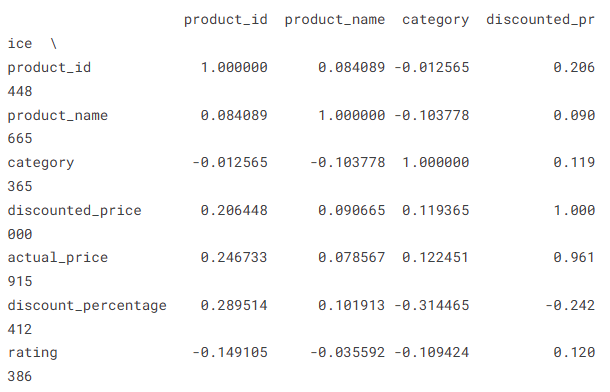 product_id  product_name  category  discounted_pr
ice  \
product_id                1.000000      0.084089 -0.012565         0.206
448
product_name              0.084089      1.000000 -0.103778         0.090
665
category                 -0.012565     -0.103778  1.000000         0.119
365
discounted_price          0.206448      0.090665  0.119365         1.000
000
actual_price              0.246733      0.078567  0.122451         0.961
915
discount_percentage       0.289514      0.101913 -0.314465        -0.242
412
rating                   -0.149105     -0.035592 -0.109424         0.120
386